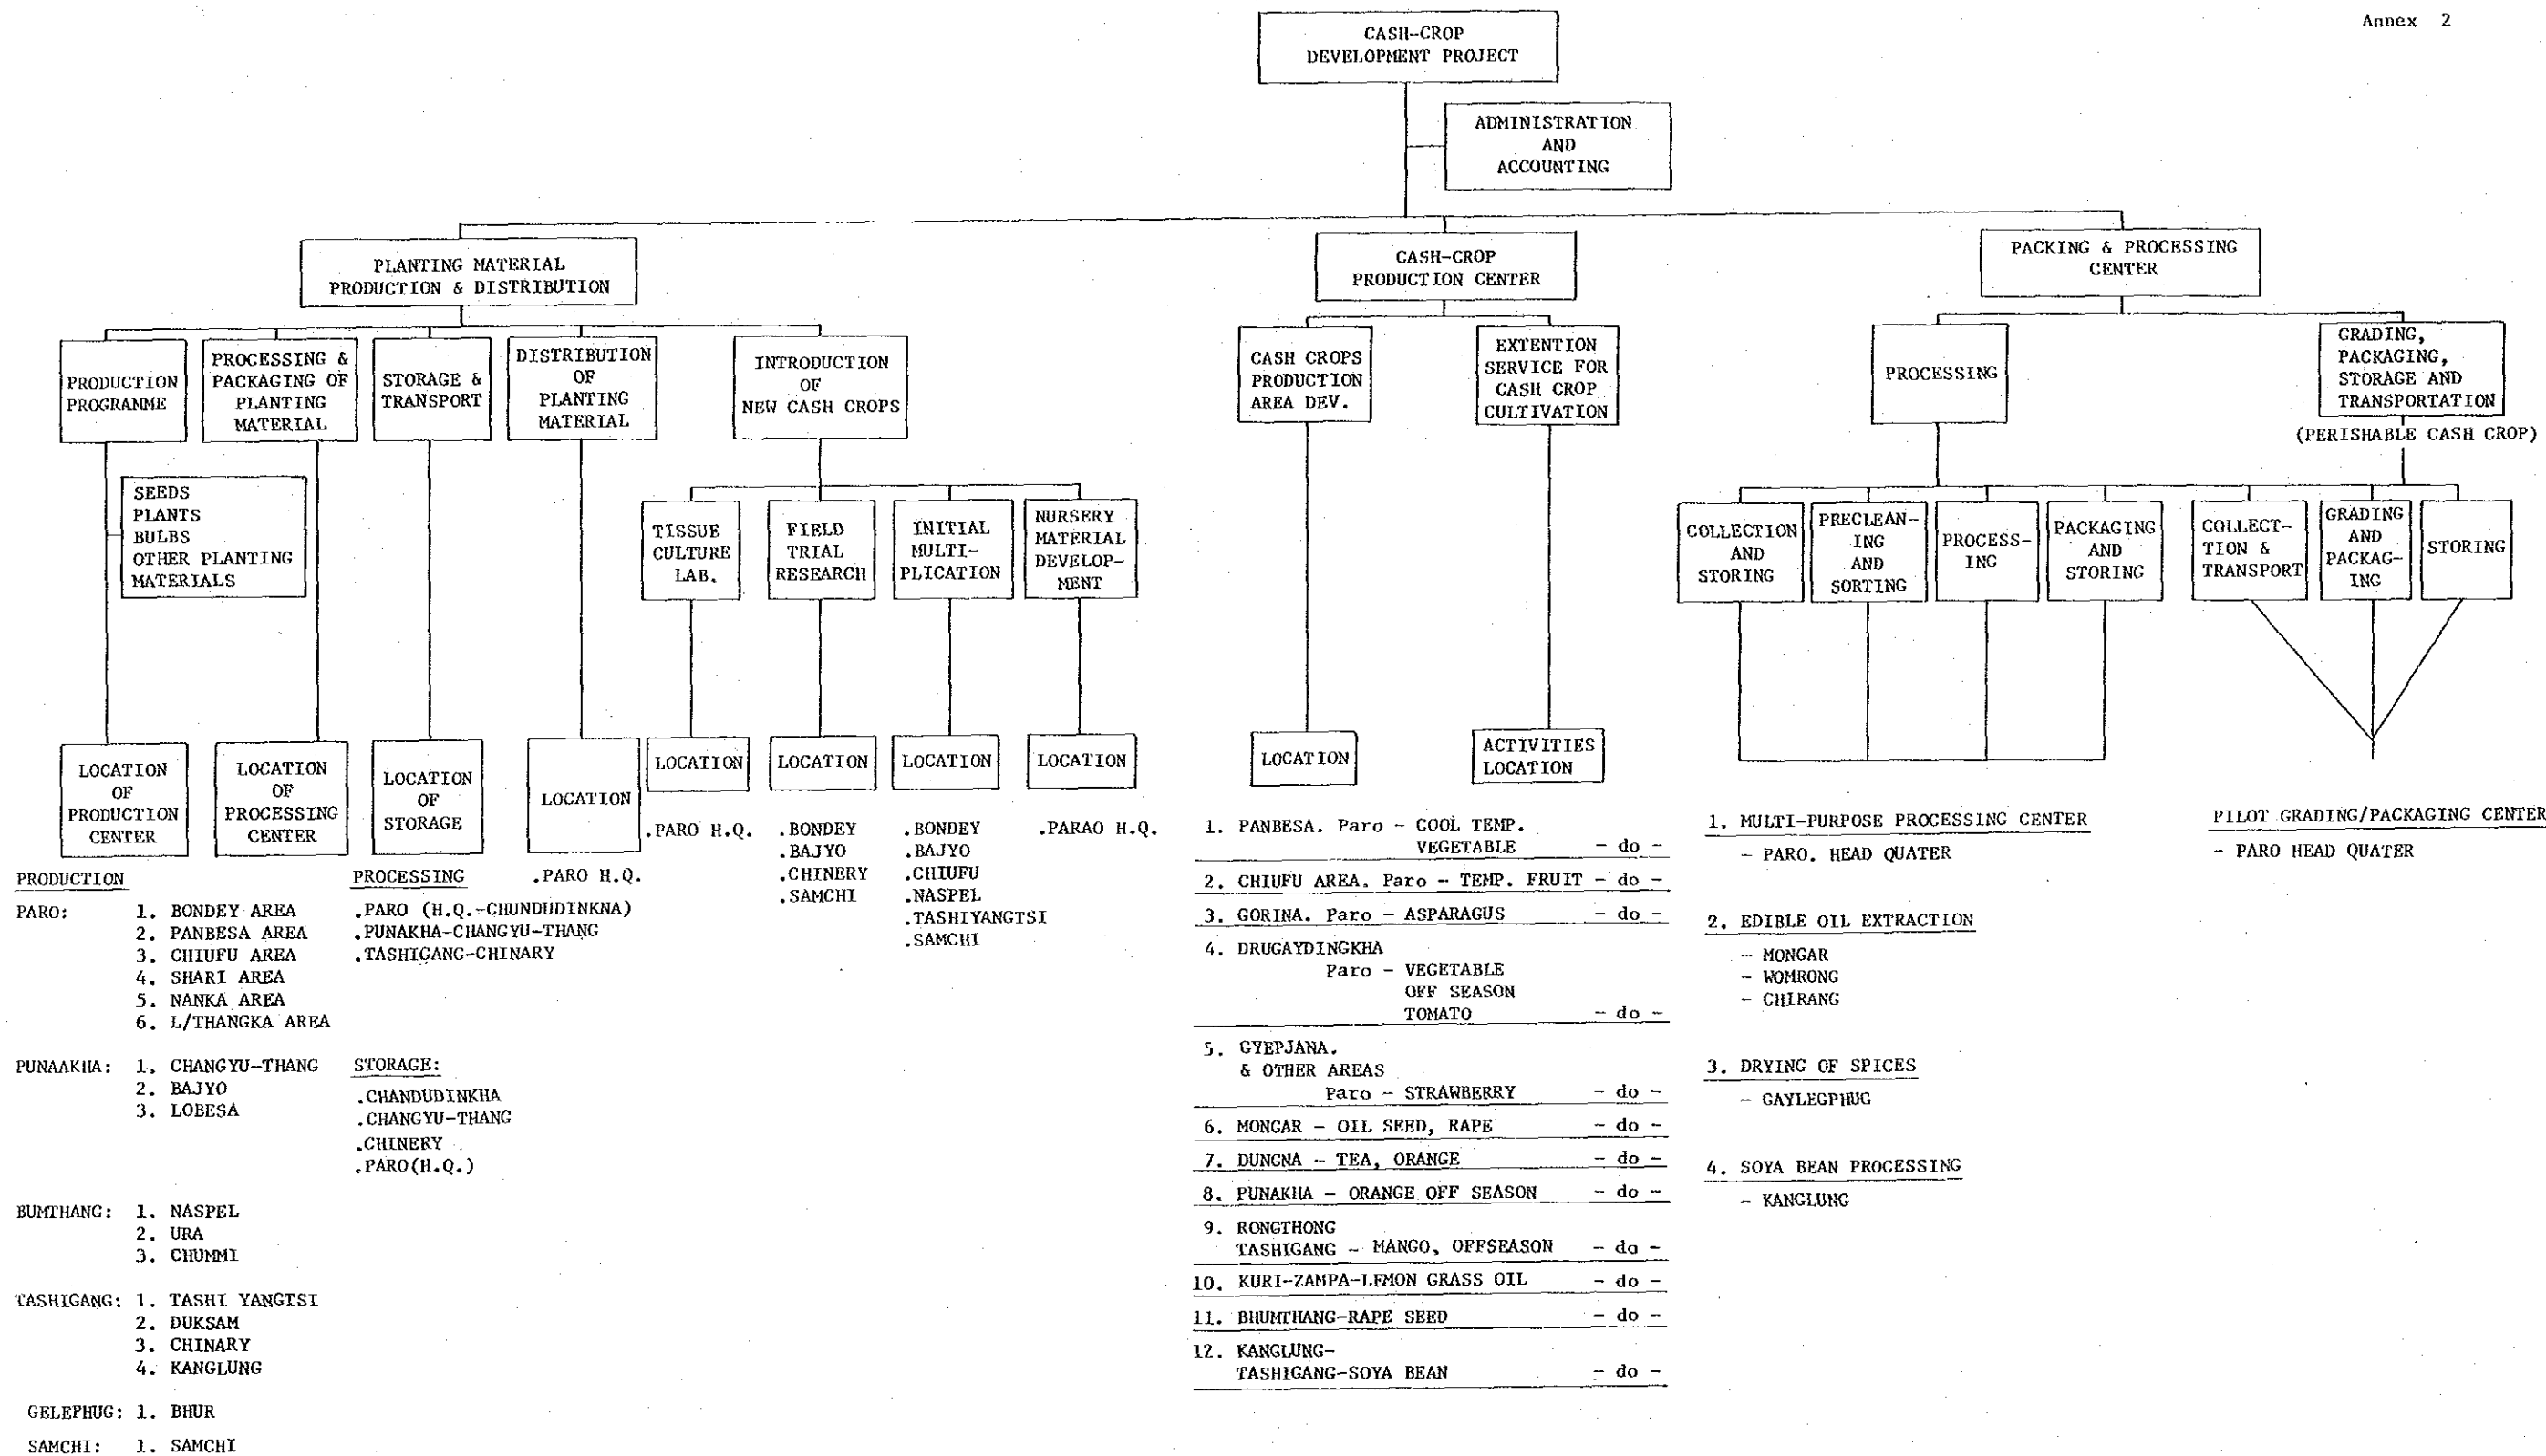 Annex 2
CASH-CROP
DEVELOPMENT PROJECT
ADMINISTRATION
AND
ACCOUNTING
PLANTING MATERIAL
PRODUCTION & DISTRIBUTION
CASH-CROP
PRODUCTION CENTER
PACKING & PROCESSING
CENTER
PRODUCTION
PROGRAMME
PROCESSING &
PACKAGING OF
PLANTING
MATERIAL
STORAGE &
TRANSPORT
DISTRIBUTION
OF
PLANTING
MATERIAL
INTRODUCTION
OF
NEW CASH CROPS
CASH CROPS
PRODUCTION
AREA DEV.
EXTENTION
SERVICE FOR
CASH CROP
CULTIVATION
PROCESSING
GRADING,
PACKAGING,
STORAGE AND
TRANSPORTATION
(PERISHABLE CASH CROP)
SEEDS
PLANTS
BULBS
OTHER PLANTING
MATERIALS
TISSUE
CULTURE
LAB.
FIELD
TRIAL
RESEARCH
INITIAL
MULTI-
PLICATION
NURSERY
MATERIAL
DEVELOP-
MENT
COLLECTION
AND
STORING
PRECLEAN-
ING
AND
SORTING
PROCESS-
ING
PACKAGING
AND
STORING
COLLECT-
TION &
TRANSPORT
GRADING
AND
PACKAG-
ING
STORING
LOCATION
OF
PRODUCTION
CENTER
LOCATION
OF
PROCESSING
CENTER
LOCATION
OF
STORAGE
LOCATION
LOCATION
LOCATION
LOCATION
LOCATION
LOCATION
ACTIVITIES
LOCATION
.PARO H.Q.
.PARO H.Q.
.BONDEY
.BAJYO
.CHINERY
.SAMCHI
.BONDEY
.BAJYO
.CHIUFU
.NASPEL
.TASHIYANGTSI
.SAMCHI
.PARAO H.Q.
PRODUCTION
PARO: 1. BONDEY AREA
2. PANBESA AREA
3. CHIUFU AREA
4. SHARI AREA
5. NANKA AREA
6. L/THANGKA AREA
PUNAAKHA: 1. CHANGYU-THANG
2. BAJYO
3. LOBESA
BUMTHANG: 1. NASPEL
2. URA
3. CHUMMI
TASHIGANG: 1. TASHI YANGTSI
2. DUKSAM
3. CHINARY
4. KANGLUNG
GELEPHUG: 1. BHUR
SAMCHI: 1. SAMCHI
PROCESSING
.PARO (H.Q.-CHUNDUDINKNA)
.PUNAKHA-CHANGYU-THANG
.TASHIGANG-CHINARY
STORAGE:
.CHANDUDINKHA
.CHANGYU-THANG
.CHINERY
.PARO(H.Q.)
1. PANBESA. Paro - COOL TEMP.
VEGETABLE - do -
2. CHIUFU AREA. Paro - TEMP. FRUIT - do -
3. GORINA. Paro - ASPARAGUS - do -
4. DRUGAYDINGKHA
Paro - VEGETABLE
OFF SEASON
TOMATO - do -
5. GYEPJANA.
& OTHER AREAS
Paro - STRAWBERRY - do -
6. MONGAR - OIL SEED, RAPE - do -
7. DUNGNA - TEA, ORANGE - do -
8. PUNAKHA - ORANGE OFF SEASON - do -
9. RONGTHONG
TASHIGANG - MANGO, OFFSEASON - do -
10. KURI-ZAMPA-LEMON GRASS OIL - do -
11. BHUMTHANG-RAPE SEED - do -
12. KANGLUNG-
TASHIGANG-SOYA BEAN - do -
1. MULTI-PURPOSE PROCESSING CENTER
- PARO. HEAD QUATER
2. EDIBLE OIL EXTRACTION
- MONGAR
- WOMRONG
- CHIRANG
3. DRYING OF SPICES
- GAYLEGPHUG
4. SOYA BEAN PROCESSING
- KANGLUNG
PILOT GRADING/PACKAGING CENTER
- PARO HEAD QUATER